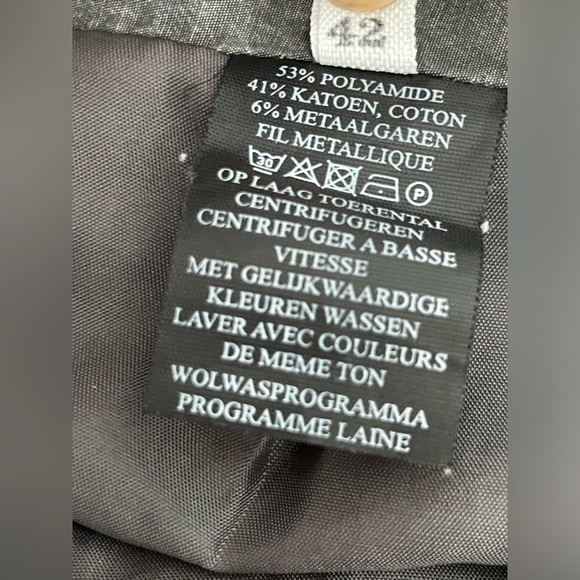 42
53% POLYAMIDE
41% KATOEN, COTON
6% METAALGAREN
FIL METALLIQUE
30 P
OP LAAG TOERENTAL
CENTRIFUGEREN
CENTRIFUGER A BASSE
VITESSE
MET GELIJKWAARDIGE
KLEUREN WASSEN
LAVER AVEC COULEURS
DE MEME TON
WOLWASPROGRAMMA
PROGRAMME LAINE